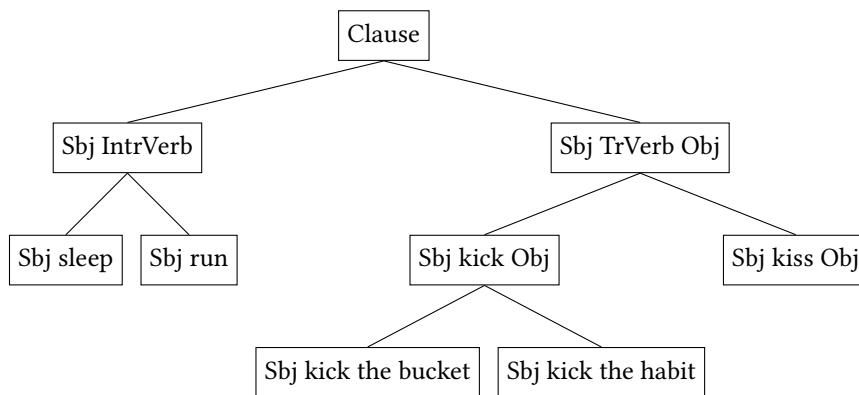 Clause
Sbj IntrVerb
Sbj TrVerb Obj
Sbj sleep
Sbj run
Sbj kick Obj
Sbj kiss Obj
Sbj kick the bucket
Sbj kick the habit